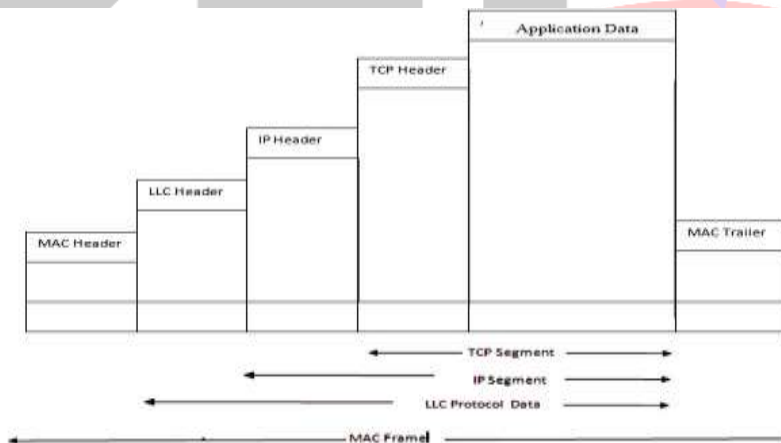 Application Data
TCP Header
IP Header
LLC Header
MAC Header
MAC Trailer
TCP Segment
IP Segment
LLC Protocol Data
MAC Framel